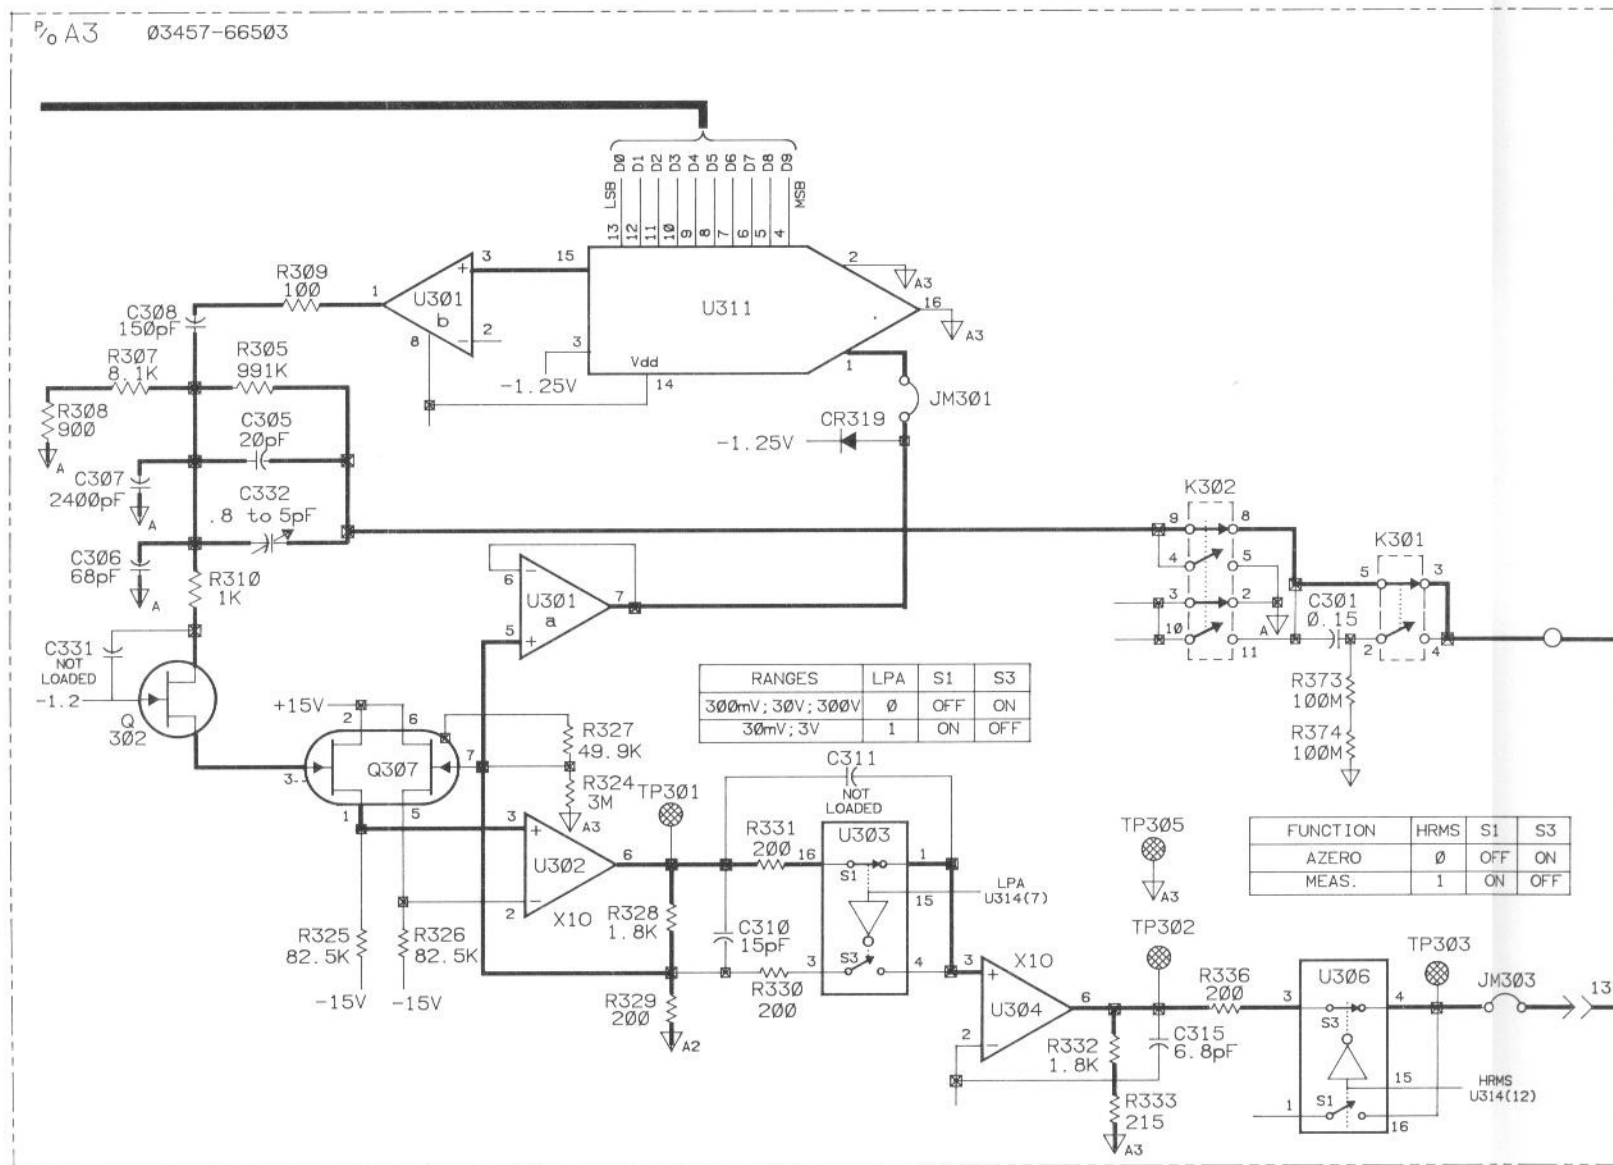 P/O A3 03457-66503
LSB D0 D1 D2 D3 D4 D5 D6 D7 D8 D9 MSB
13 12 11 10 9 8 7 6 5 4
U311
15
3
Vdd
14
2
A3
16
A3
1
-1.25V
JM301
CR319
-1.25V
U301
b
3
2
1
8
R309
100
C308
150pF
R307
8.1K
R305
991K
R308
900
A
C305
20pF
C307
2400pF
A
C332
.8 to 5pF
C306
68pF
A
R310
1K
C331
NOT
LOADED
-1.2
Q
302
U301
a
6
5
7
K302
9
8
4
5
3
2
10
11
A
K301
5
3
2
4
C301
0.15
R373
100M
R374
100M
RANGES LPA S1 S3
300mV;30V;300V 0 OFF ON
30mV;3V 1 ON OFF
+15V
2
6
Q307
3
7
1
5
R327
49.9K
R324
3M
A3
TP301
U302
3
2
6
X10
R325
82.5K
R326
82.5K
-15V
-15V
R328
1.8K
R329
200
A2
C310
15pF
R331
200
R330
200
C311
NOT
LOADED
U303
16
S1
1
15
LPA
U314(7)
3
S3
4
TP305
A3
FUNCTION HRMS S1 S3
AZERO 0 OFF ON
MEAS. 1 ON OFF
X10
U304
3
2
6
TP302
R336
200
C315
6.8pF
R332
1.8K
R333
215
A3
U306
3
S3
4
15
HRMS
U314(12)
1
S1
16
TP303
JM303
13